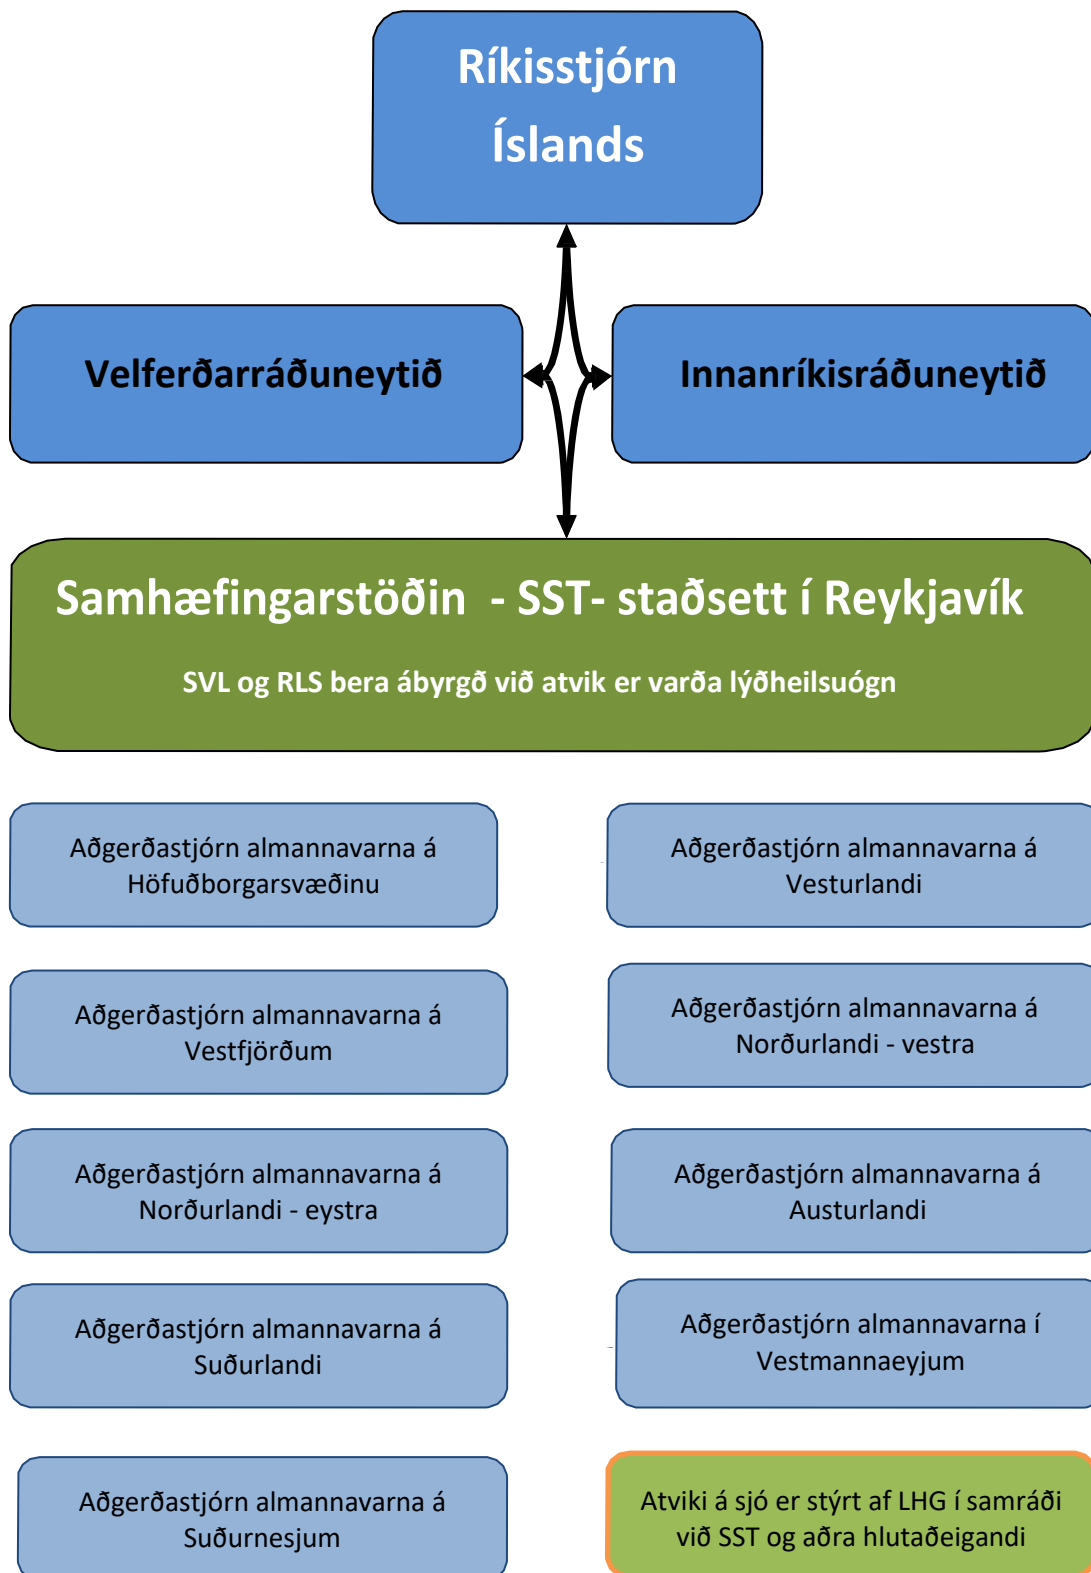 Ríkisstjórn
Íslands
Velferðarráðuneytið
Innanríkisráðuneytið
Samhæfingarstöðin - SST- staðsett í Reykjavík
SVL og RLS bera ábyrgð við atvik er varða lýðheilsuógn
Aðgerðastjórn almannavarna á
Höfuðborgarsvæðinu
Aðgerðastjórn almannavarna á
Vesturlandi
Aðgerðastjórn almannavarna á
Vestfjörðum
Aðgerðastjórn almannavarna á
Norðurlandi - vestra
Aðgerðastjórn almannavarna á
Norðurlandi - eystra
Aðgerðastjórn almannavarna á
Austurlandi
Aðgerðastjórn almannavarna á
Suðurlandi
Aðgerðastjórn almannavarna í
Vestmannaeyjum
Aðgerðastjórn almannavarna á
Suðurnesjum
Atviki á sjó er stýrt af LHG í samráði
við SST og aðra hlutaðeigandi